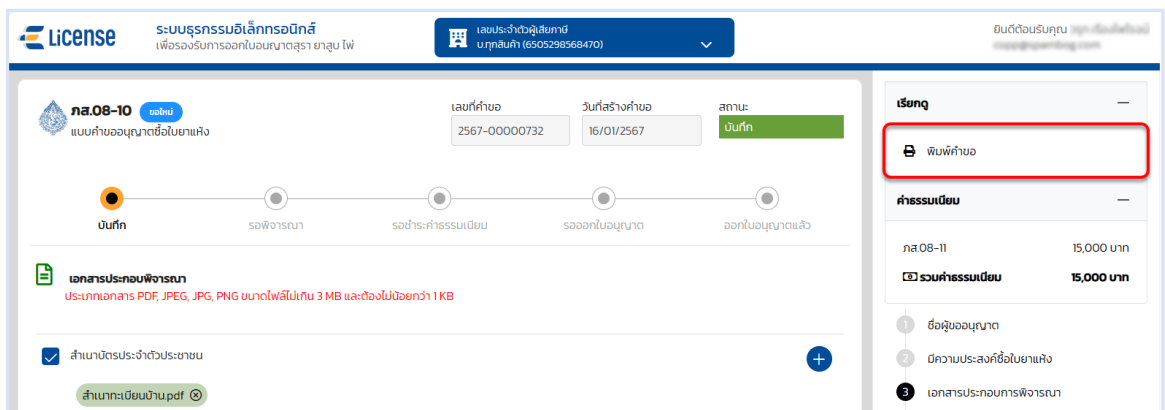 License
ระบบธุรกรรมอิเล็กทรอนิกส์
เพื่อรองรับการออกใบอนุญาตสุรา ยาสูบ ไพ่
เลขประจำตัวผู้เสียภาษี
บ.ทุกสินค้า (6505298568470)
ยินดีต้อนรับคุณ
ภส.08-10 ขอใหม่
แบบคำขออนุญาตซื้อใบยาแห้ง
เลขที่คำขอ
2567-00000732
วันที่สร้างคำขอ
16/01/2567
สถานะ
บันทึก
บันทึก
รอพิจารณา
รอชำระค่าธรรมเนียม
รอออกใบอนุญาต
ออกใบอนุญาตแล้ว
เอกสารประกอบพิจารณา
ประเภทเอกสาร PDF, JPEG, JPG, PNG ขนาดไฟล์ไม่เกิน 3 MB และต้องไม่น้อยกว่า 1 KB
สำเนาบัตรประจำตัวประชาชน
สำเนาทะเบียนบ้าน.pdf
เรียกดู
พิมพ์คำขอ
ค่าธรรมเนียม
ภส.08-11 15,000 บาท
รวมค่าธรรมเนียม 15,000 บาท
1 ชื่อผู้ขออนุญาต
2 มีความประสงค์ซื้อใบยาแห้ง
3 เอกสารประกอบการพิจารณา